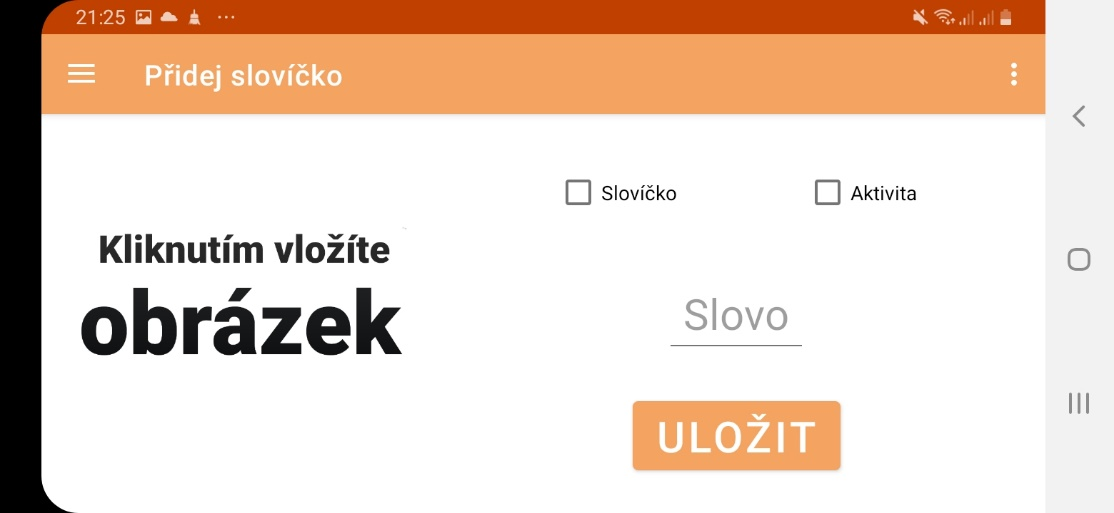 21:25
Přidej slovíčko
Slovíčko
Aktivita
Kliknutím vložíte
obrázek
Slovo
ULOŽIT